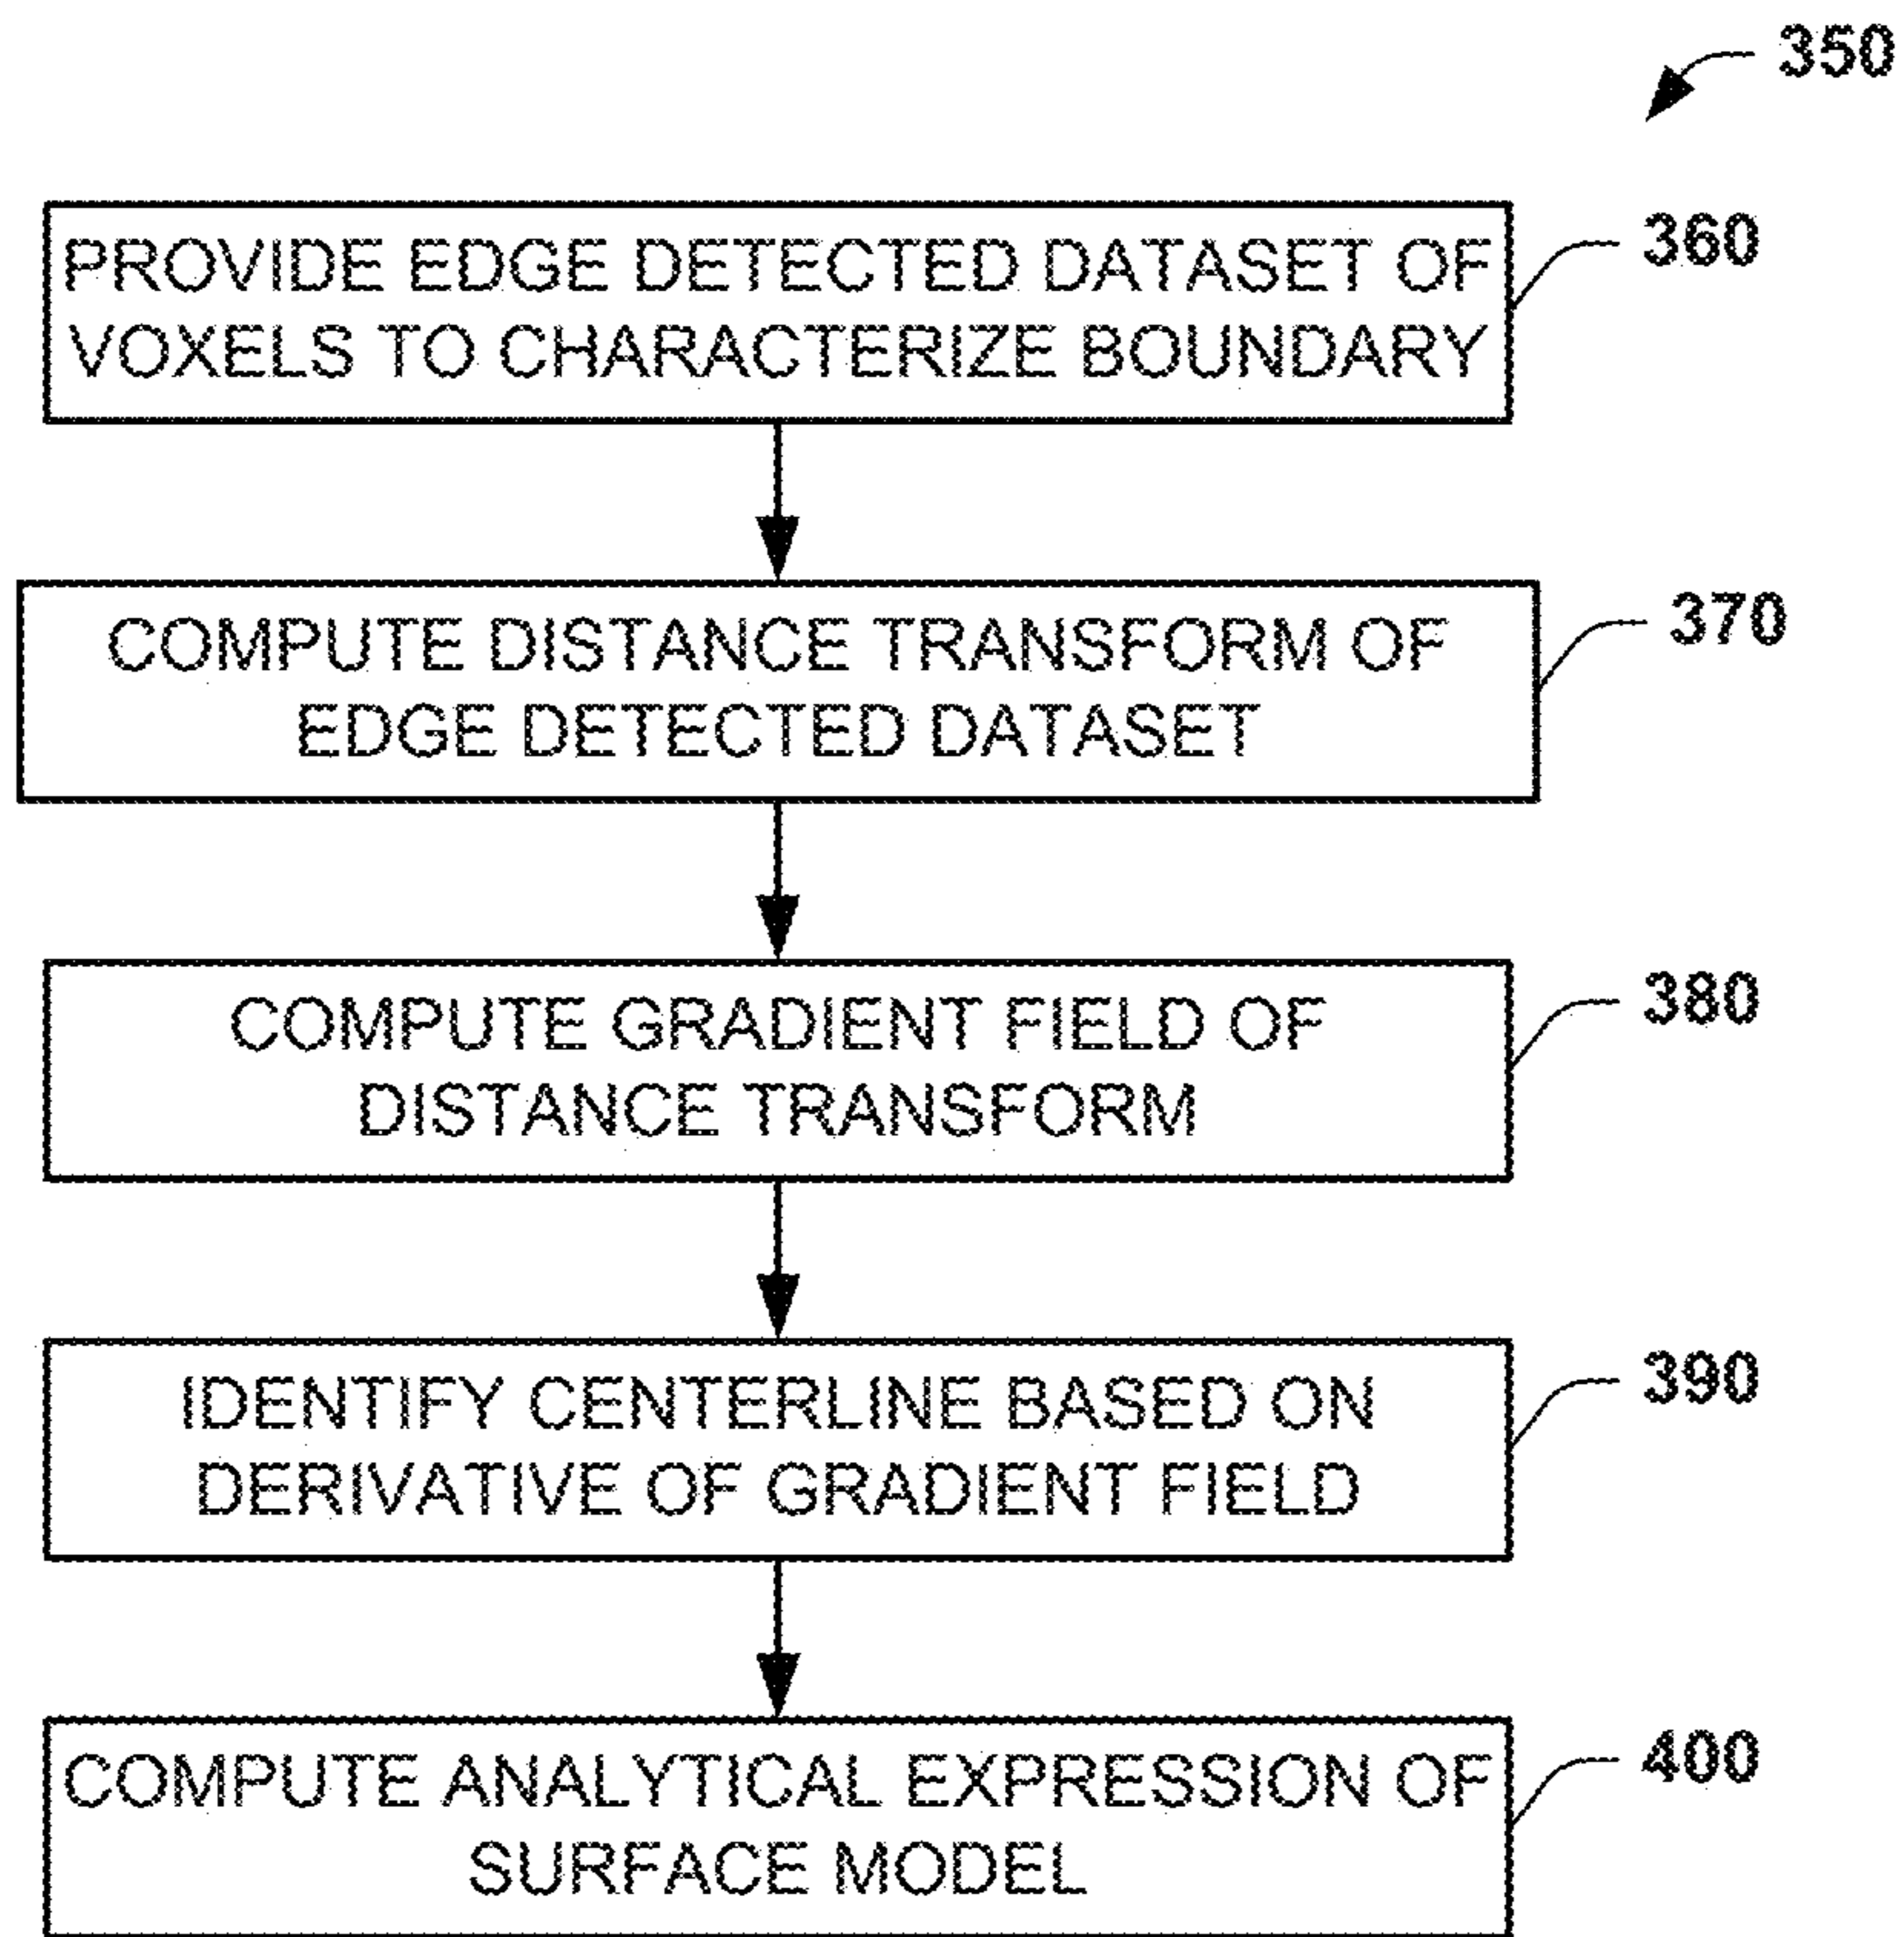 350
PROVIDE EDGE DETECTED DATASET OF
VOXELS TO CHARACTERIZE BOUNDARY
360
COMPUTE DISTANCE TRANSFORM OF
EDGE DETECTED DATASET
370
COMPUTE GRADIENT FIELD OF
DISTANCE TRANSFORM
380
IDENTIFY CENTERLINE BASED ON
DERIVATIVE OF GRADIENT FIELD
390
COMPUTE ANALYTICAL EXPRESSION OF
SURFACE MODEL
400